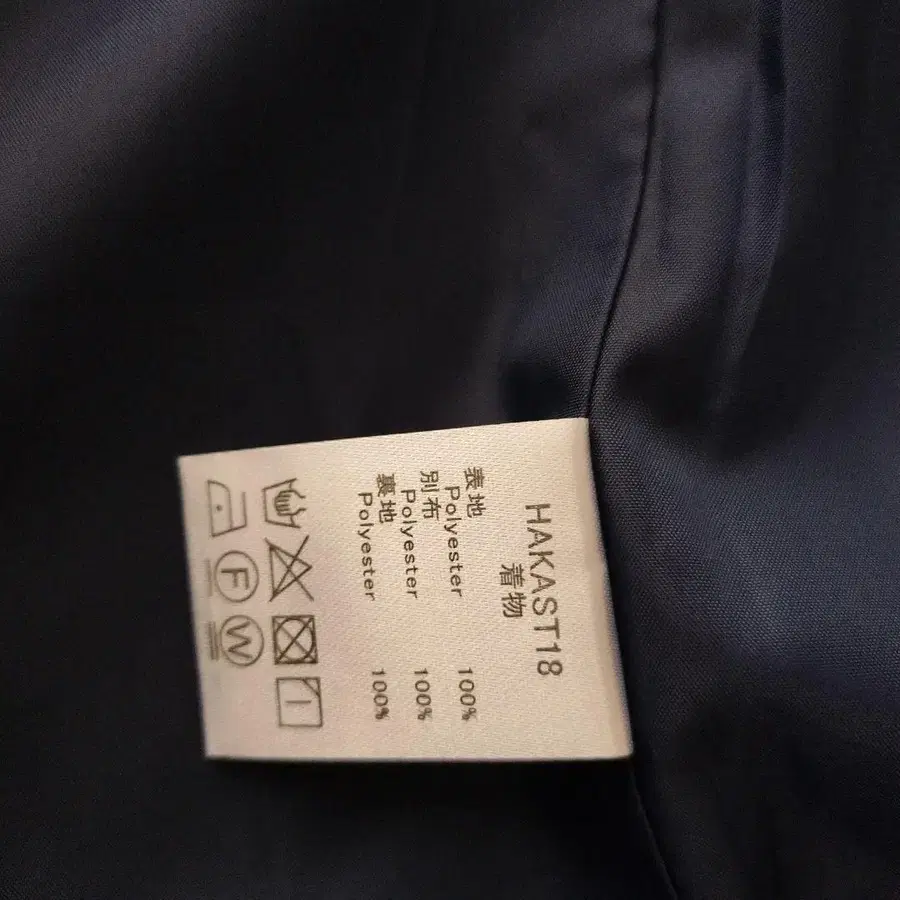 HAKAST18
着物
表地
Polyester 100%
別布
Polyester 100%
裏地
Polyester 100%
F
W